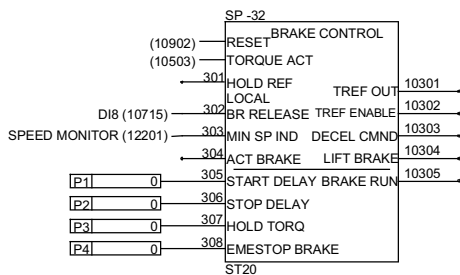 SP -32
BRAKE CONTROL
(10902) RESET
(10503) TORQUE ACT
301 HOLD REF 10301
LOCAL TREF OUT
DI8 (10715) 302 BR RELEASE TREF ENABLE 10302
SPEED MONITOR (12201) 303 MIN SP IND DECEL CMND 10303
304 ACT BRAKE LIFT BRAKE 10304
P1 0 305 START DELAY BRAKE RUN 10305
P2 0 306 STOP DELAY
P3 0 307 HOLD TORQ
P4 0 308 EMESTOP BRAKE
ST20